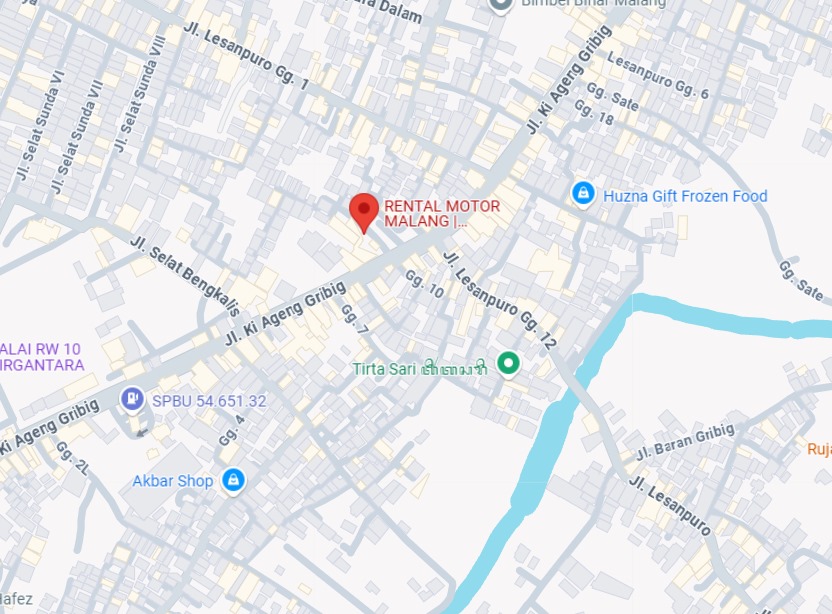 ra Dalam
Bimbel Binar Malang
Jl. Lesanpuro Gg. 1
Jl. Ki Ageng Gribig
Lesanpuro Gg. 6
Gg. Sate
Gg. 18
Jl. Selat Sunda VI
Jl. Selat Sunda VII
Jl. Selat Sunda VIII
Huzna Gift Frozen Food
RENTAL MOTOR
MALANG |...
Jl. Selat Bengkalis
Gg. 10
Jl. Lesanpuro Gg. 12
Gg. Sate
Jl. Ki Ageng Gribig
Gg. 7
ALAI RW 10
IRGANTARA
Tirta Sari
SPBU 54.651.32
Ki Ageng Gribig
Gg. 4
Gg. 2L
Akbar Shop
Jl. Baran Gribig
Ruja
Jl. Lesanpuro
Hafez